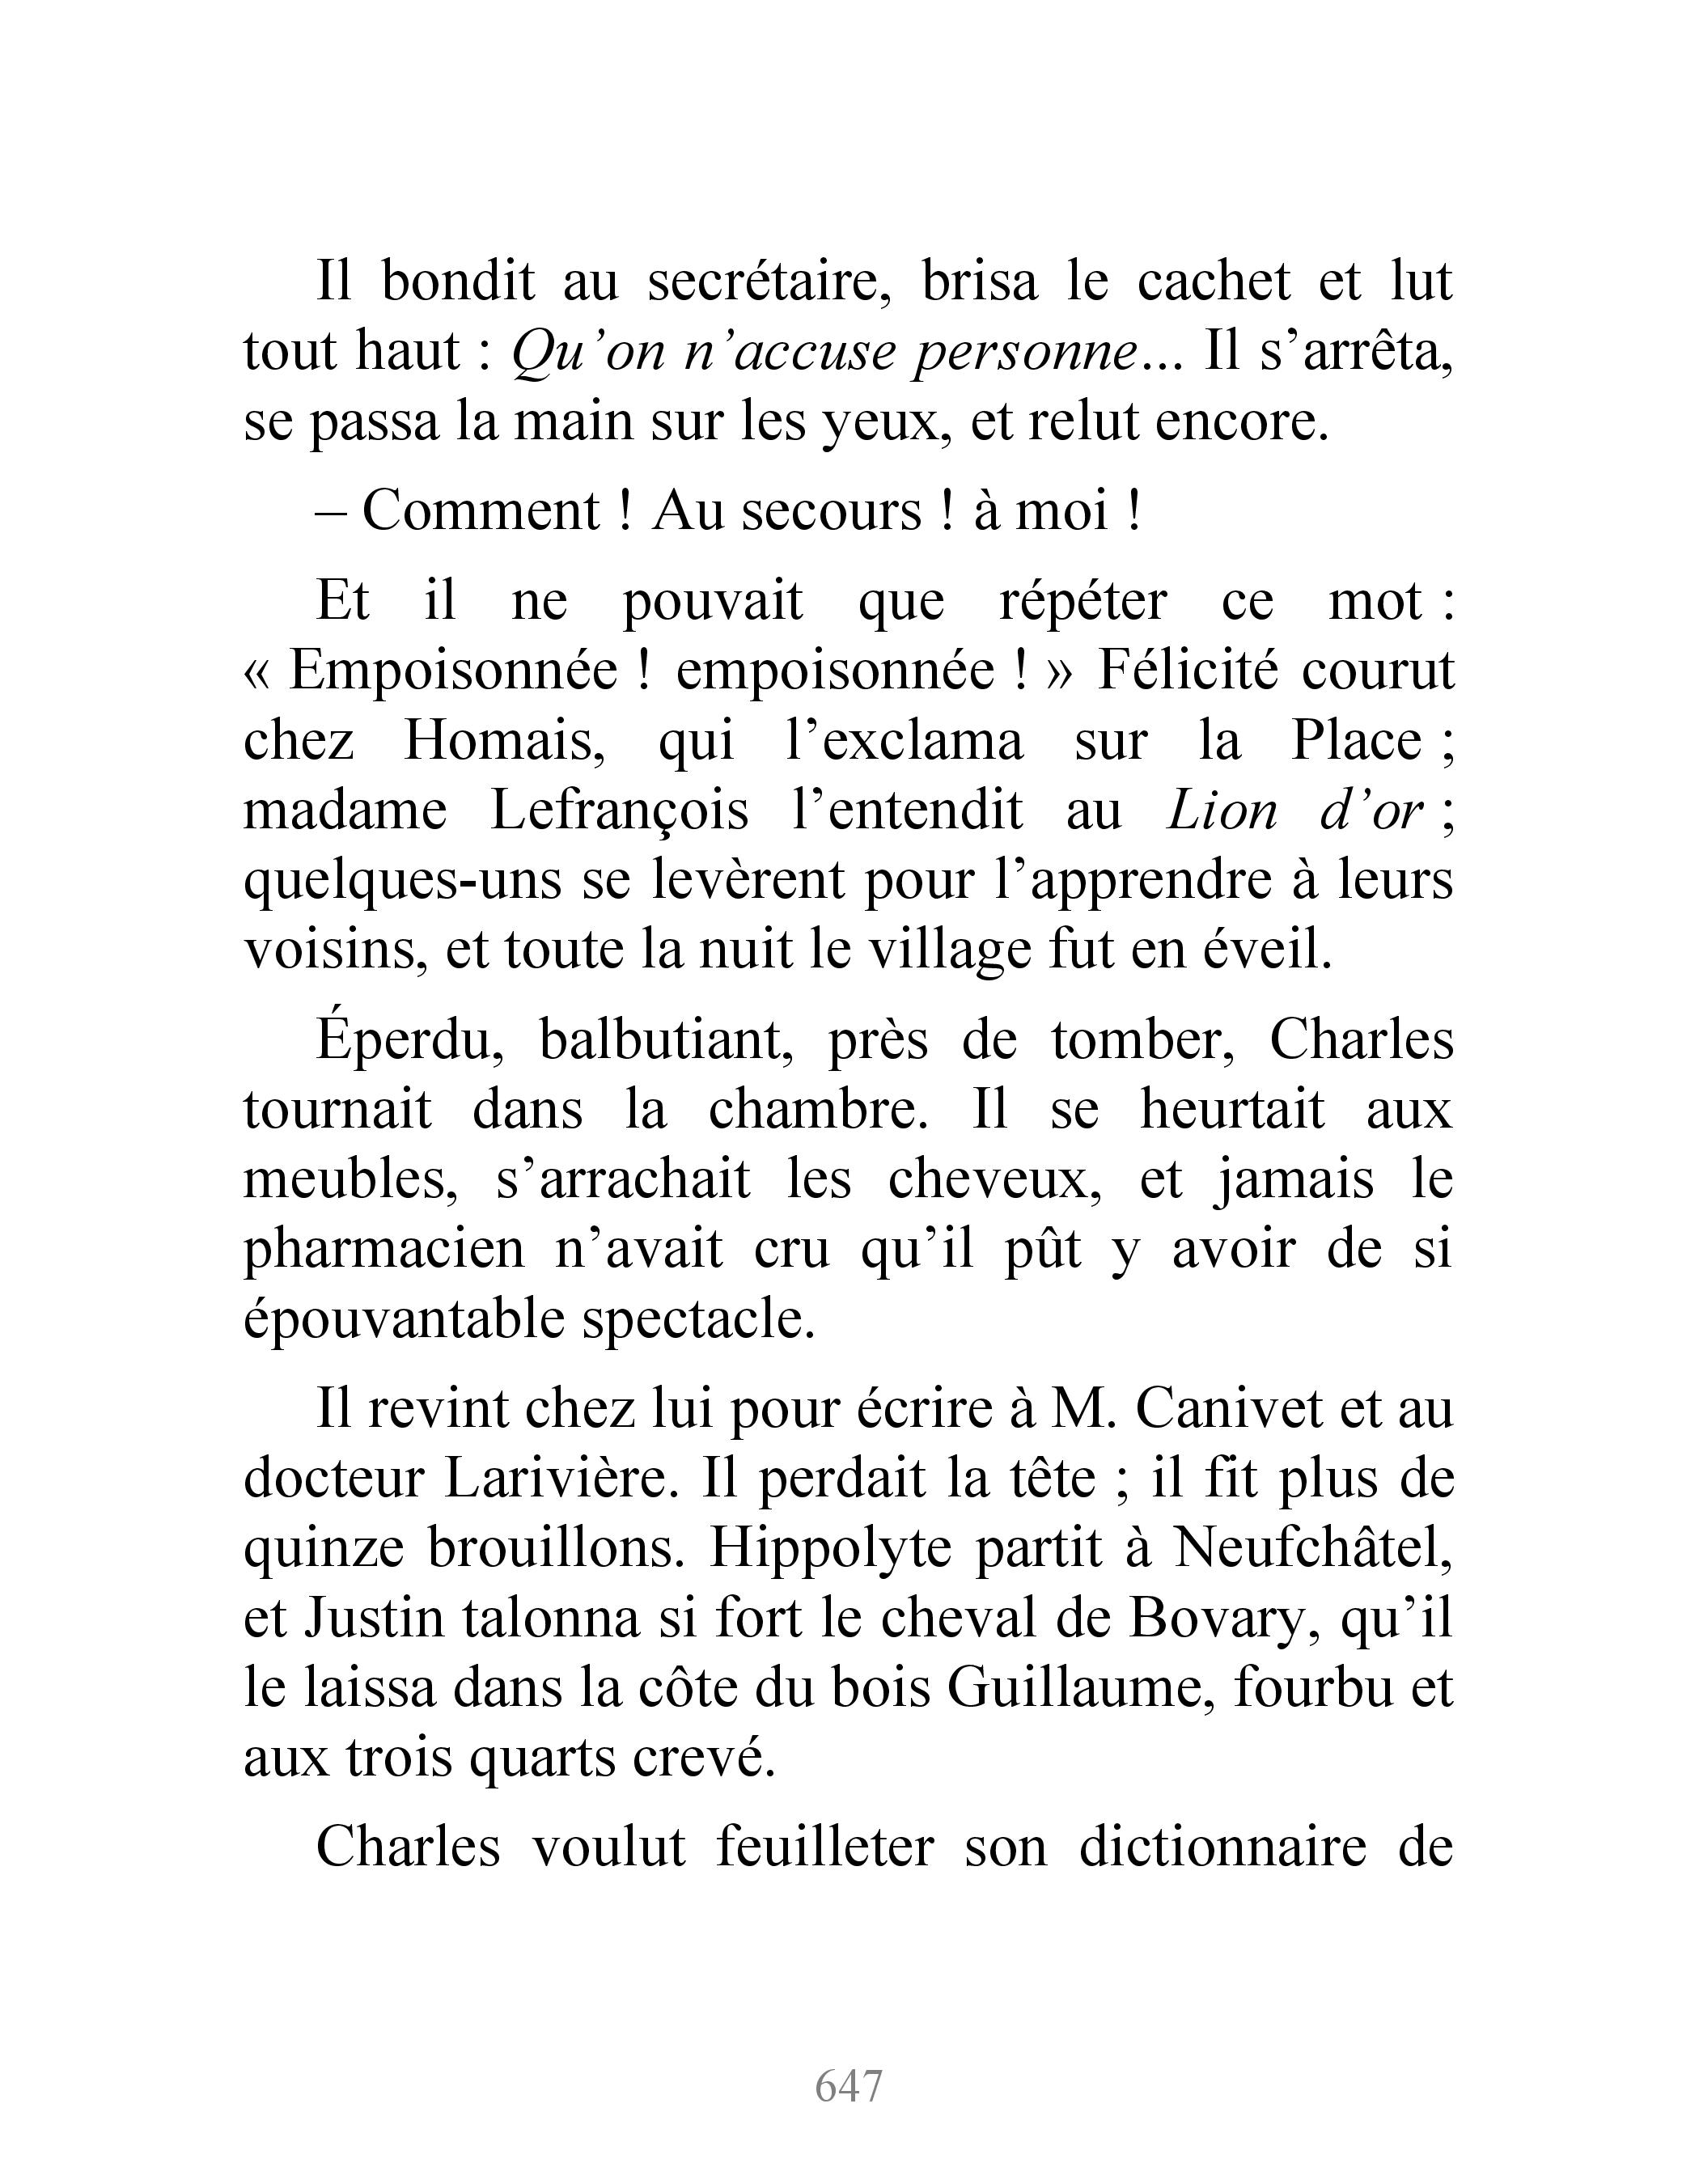 Il bondit au secrétaire, brisa le cachet et lut
tout haut : Qu’on n’accuse personne... Il s’arrêta,
se passa la main sur les yeux, et relut encore.
– Comment ! Au secours ! à moi !
Et il ne pouvait que répéter ce mot :
« Empoisonnée ! empoisonnée ! » Félicité courut
chez Homais, qui l’exclama sur la Place ;
madame Lefrançois l’entendit au Lion d’or ;
quelques-uns se levèrent pour l’apprendre à leurs
voisins, et toute la nuit le village fut en éveil.
Éperdu, balbutiant, près de tomber, Charles
tournait dans la chambre. Il se heurtait aux
meubles, s’arrachait les cheveux, et jamais le
pharmacien n’avait cru qu’il pût y avoir de si
épouvantable spectacle.
Il revint chez lui pour écrire à M. Canivet et au
docteur Larivière. Il perdait la tête ; il fit plus de
quinze brouillons. Hippolyte partit à Neufchâtel,
et Justin talonna si fort le cheval de Bovary, qu’il
le laissa dans la côte du bois Guillaume, fourbu et
aux trois quarts crevé.
Charles voulut feuilleter son dictionnaire de
647